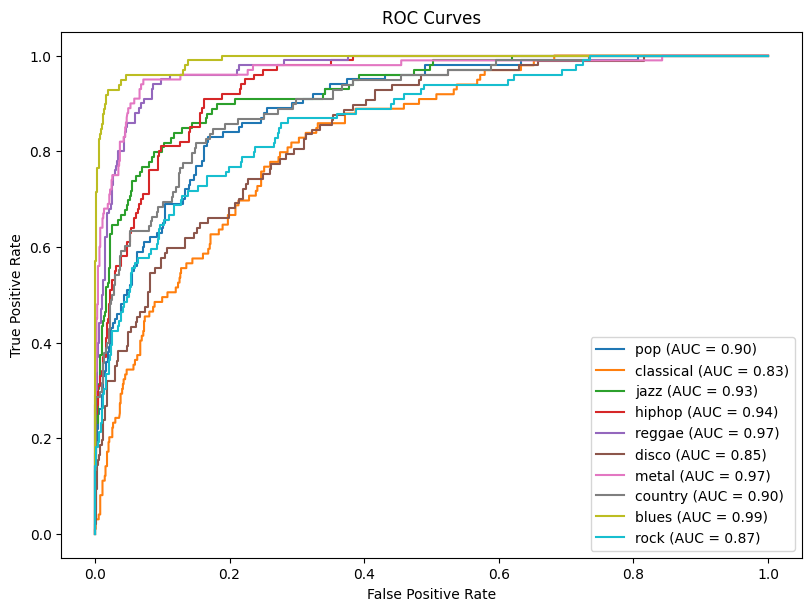 ROC Curves
True Positive Rate
1.0
0.8
0.6
0.4
0.2
0.0
pop (AUC = 0.90)
classical (AUC = 0.83)
jazz (AUC = 0.93)
hiphop (AUC = 0.94)
reggae (AUC = 0.97)
disco (AUC = 0.85)
metal (AUC = 0.97)
country (AUC = 0.90)
blues (AUC = 0.99)
rock (AUC = 0.87)
0.0 0.2 0.4 0.6 0.8 1.0
False Positive Rate